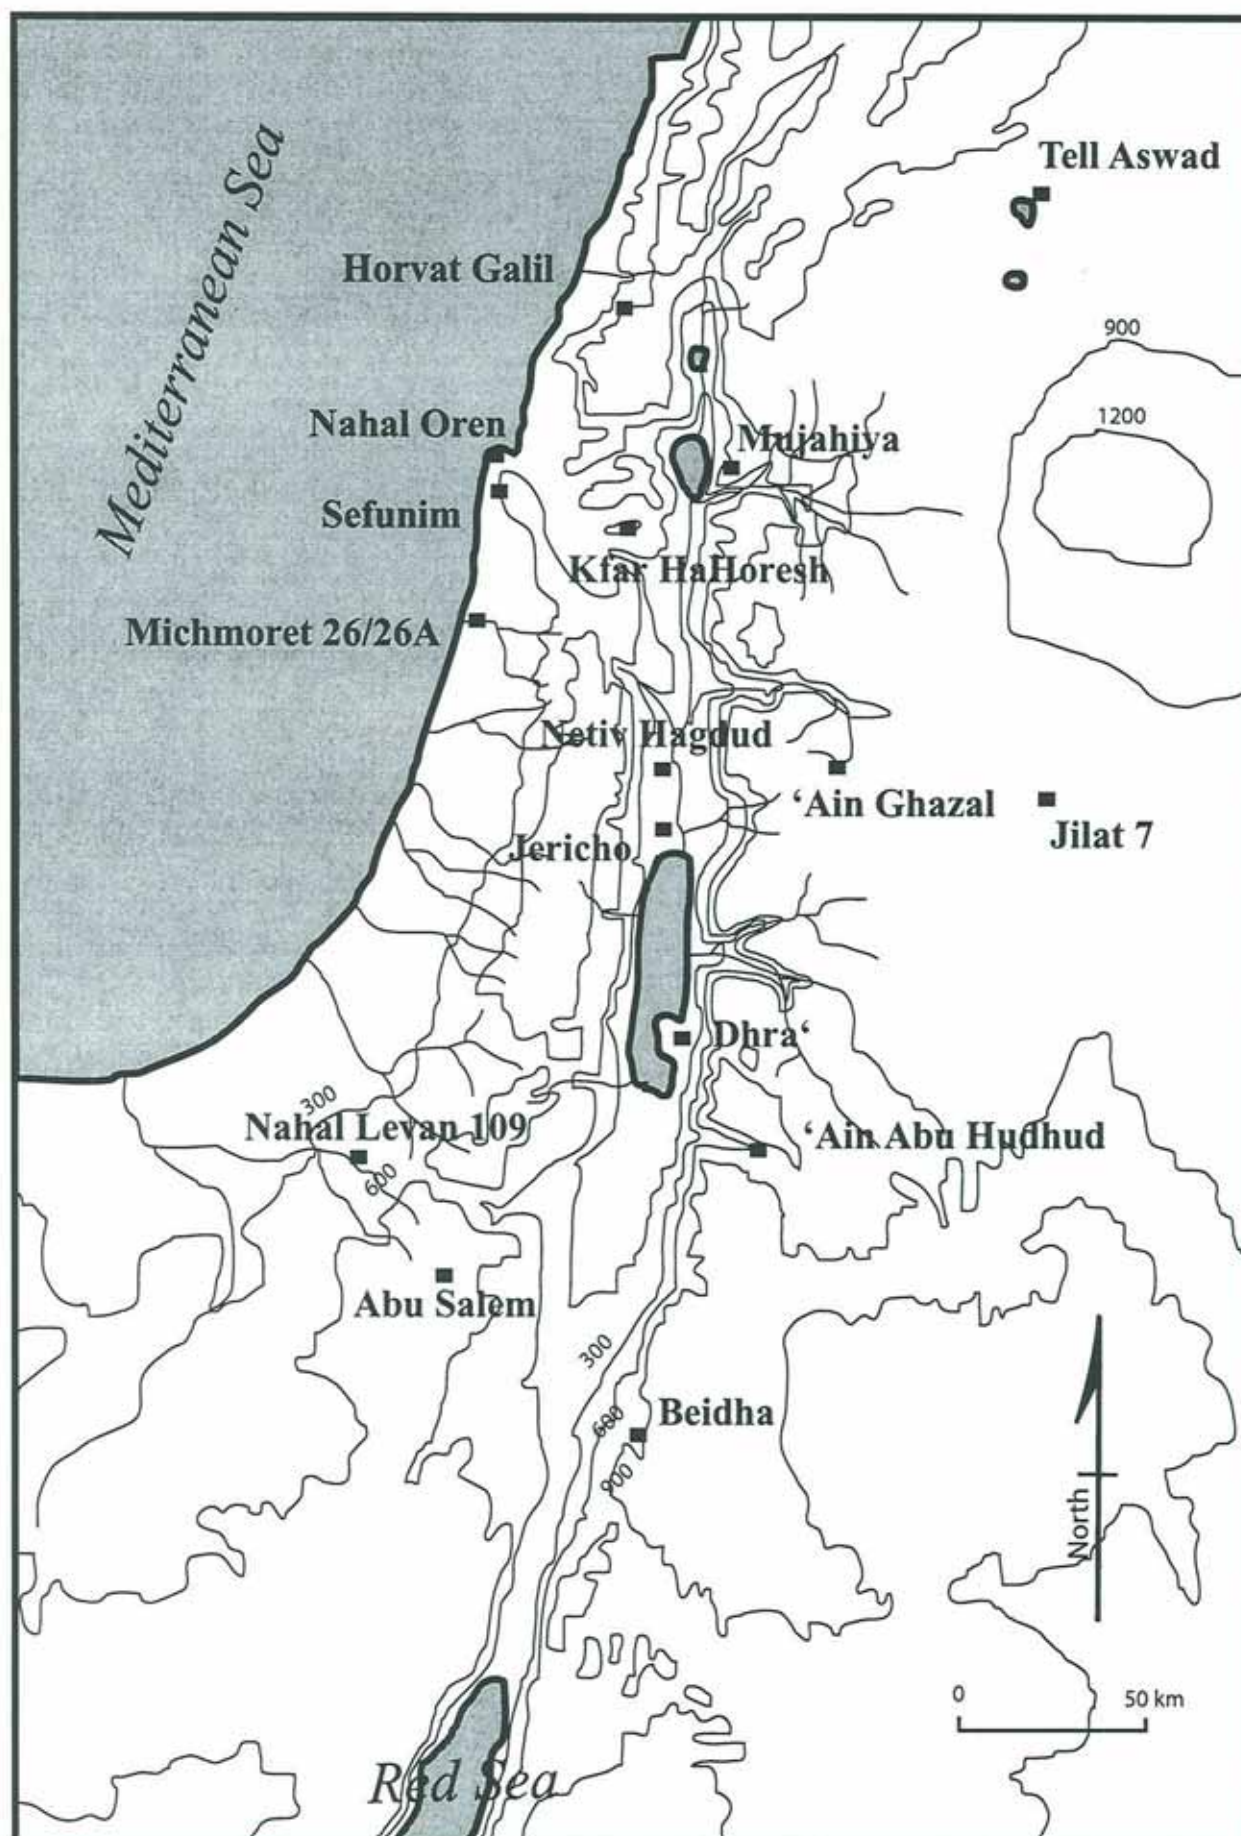 Tell Aswad
Mediterranean Sea
Horvat Galil
900
1200
Nahal Oren
Mujahiya
Sefunim
Kfar HaHoresh
Michmoret 26/26A
Netiv Hagdud
‘Ain Ghazal
Jilat 7
Jericho
Dhra‘
300
Nahal Levan 109
‘Ain Abu Hudhud
600
Abu Salem
300
Beidha
600
900
North
0
50 km
Red Sea